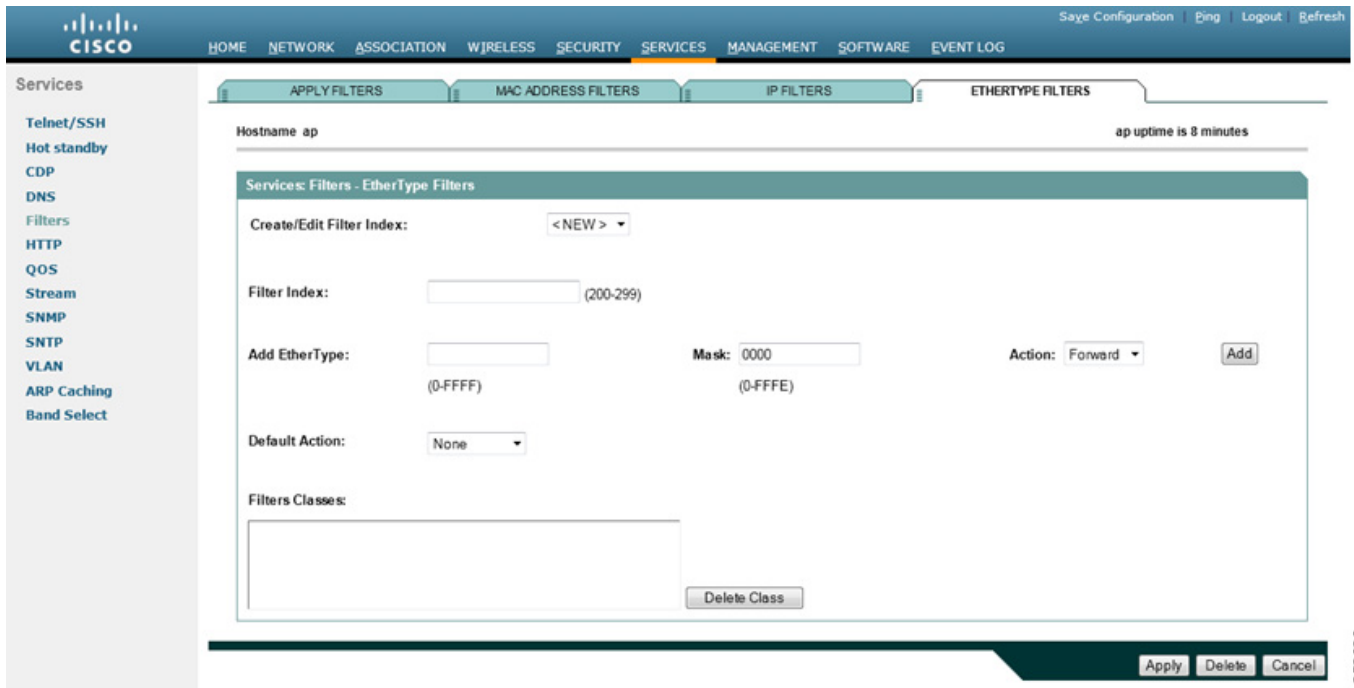 Save Configuration Ping Logout Refresh
CISCO
HOME NETWORK ASSOCIATION WIRELESS SECURITY SERVICES MANAGEMENT SOFTWARE EVENT LOG
Services
Telnet/SSH
Hot standby
CDP
DNS
Filters
HTTP
QOS
Stream
SNMP
SNTP
VLAN
ARP Caching
Band Select
APPLY FILTERS MAC ADDRESS FILTERS IP FILTERS ETHERTYPE FILTERS
Hostname ap ap uptime is 8 minutes
Services: Filters - EtherType Filters
Create/Edit Filter Index: < NEW >
Filter Index: (200-299)
Add EtherType: Mask: 0000 Action: Forward Add
(0-FFFF) (0-FFFE)
Default Action: None
Filters Classes:
Delete Class
Apply Delete Cancel